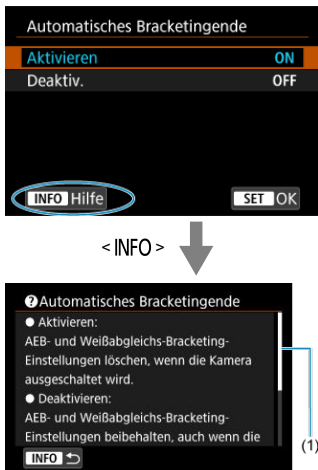 Automatisches Bracketingende
Aktivieren ON
Deaktiv. OFF
INFO Hilfe SET OK
<INFO>
?Automatisches Bracketingende
● Aktivieren:
AEB- und Weißabgleichs-Bracketing-
Einstellungen löschen, wenn die Kamera
ausgeschaltet wird.
● Deaktivieren:
AEB- und Weißabgleichs-Bracketing-
Einstellungen beibehalten, auch wenn die
(1)
INFO